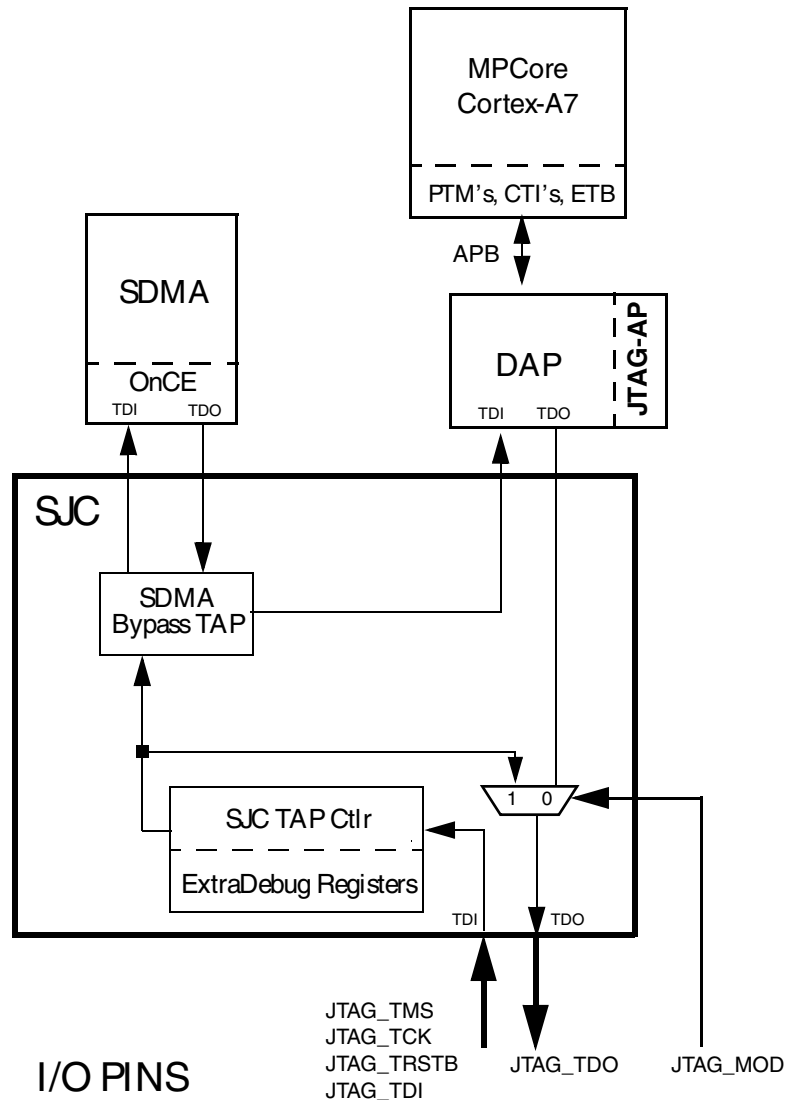 MPCore
Cortex-A7
PTM's, CTI's, ETB
APB
SDMA
OnCE
TDI TDO
DAP
JTAG-AP
TDI TDO
SJC
SDMA
Bypass TAP
1 0
SJC TAP Ctlr
ExtraDebug Registers
TDI TDO
JTAG_TMS
JTAG_TCK
JTAG_TRSTB
JTAG_TDI
JTAG_TDO
JTAG_MOD
I/O PINS